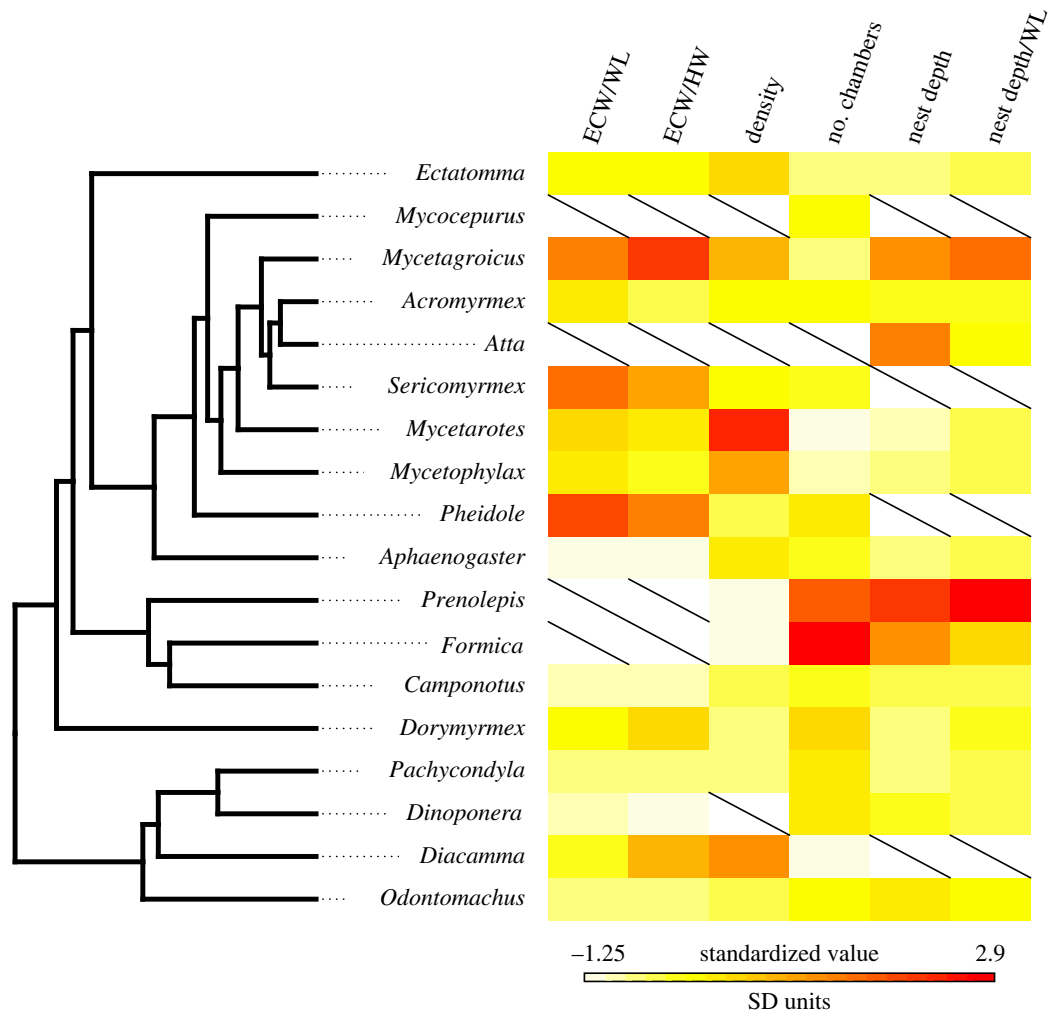 ECW/WL
ECW/HW
density
no. chambers
nest depth
nest depth/WL
Ectatomma
Mycocepurus
Mycetagroicus
Acromyrmex
Atta
Sericomyrmex
Mycetarotes
Mycetophylax
Pheidole
Aphaenogaster
Prenolepis
Formica
Camponotus
Dorymyrmex
Pachycondyla
Dinoponera
Diacamma
Odontomachus
–1.25 standardized value 2.9
SD units